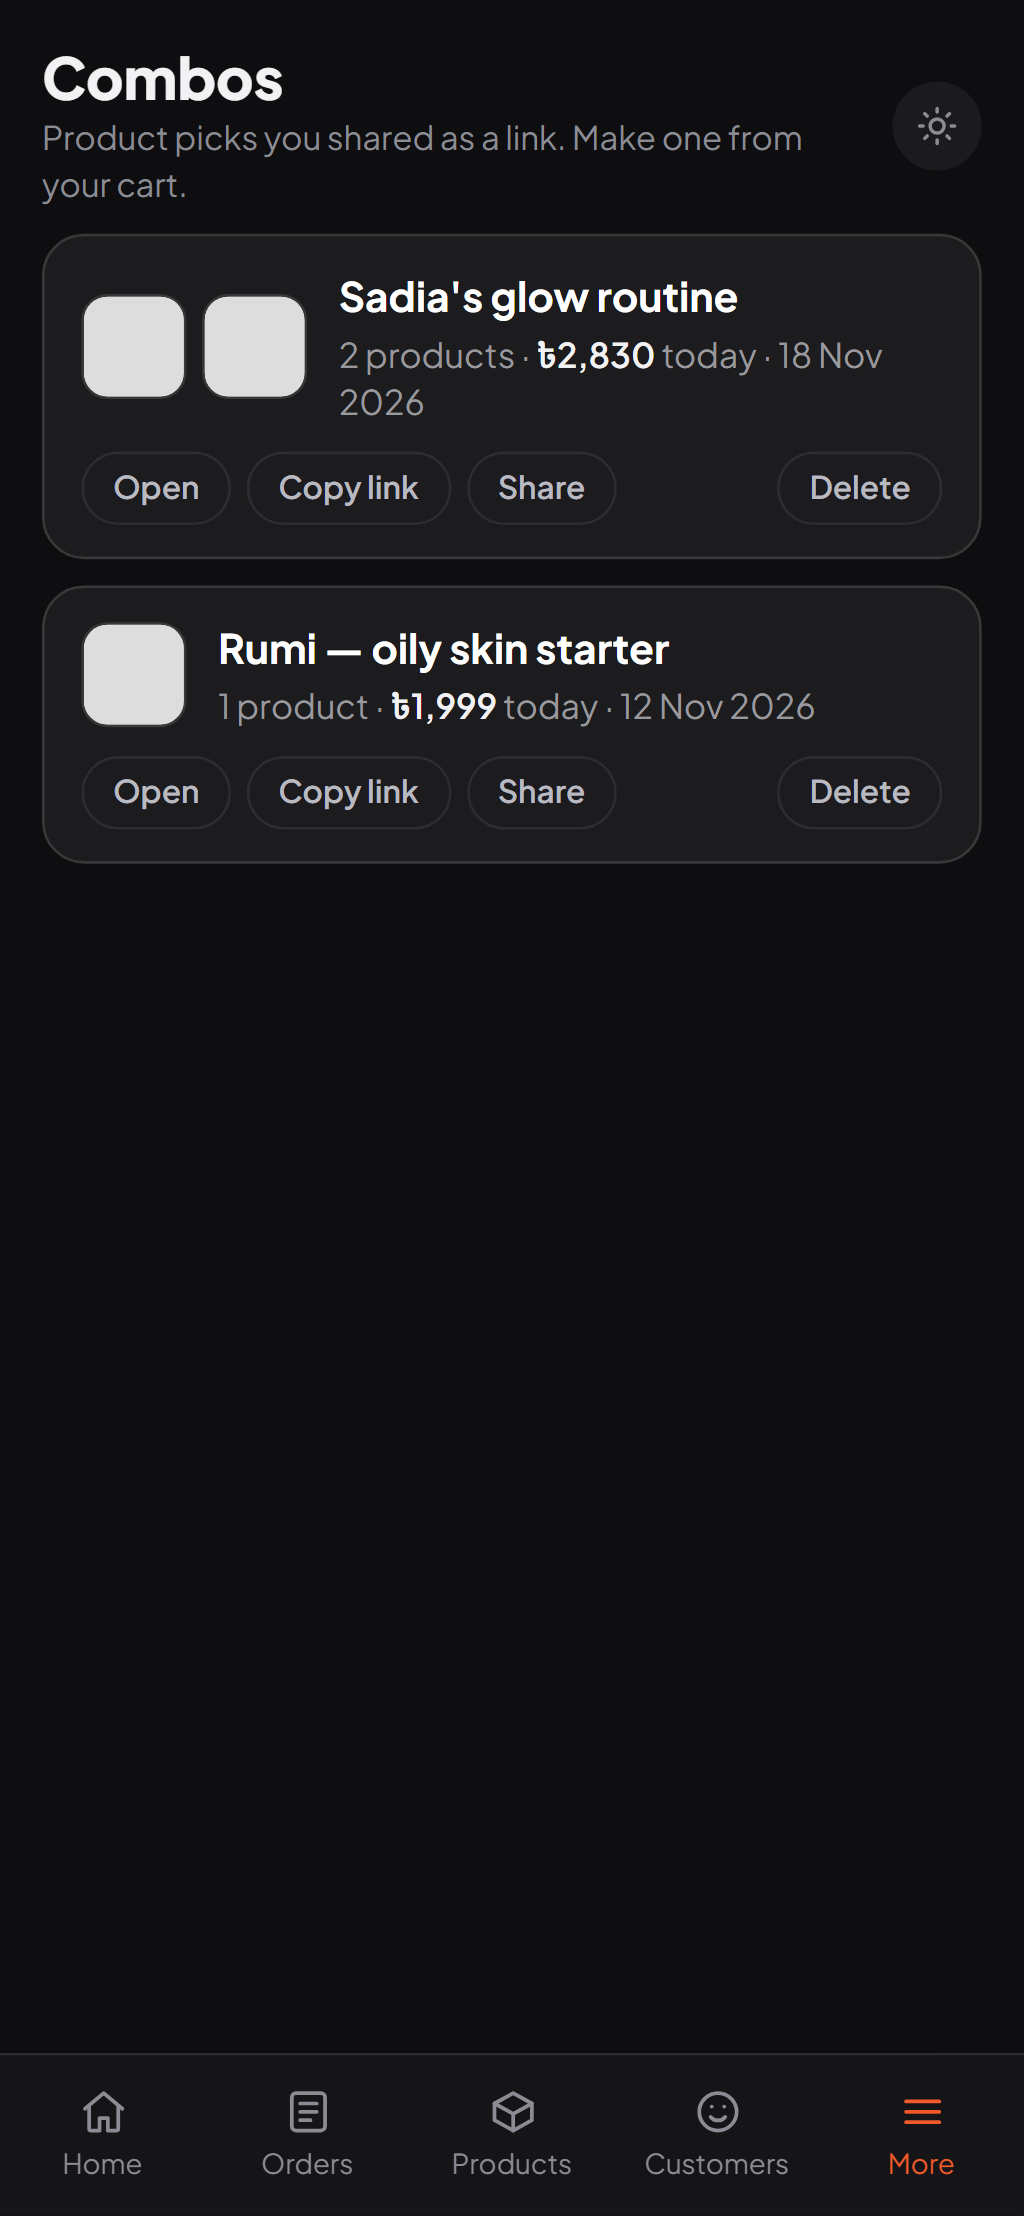 Combos
Product picks you shared as a link. Make one from
your cart.
Sadia's glow routine
2 products · ৳2,830 today · 18 Nov
2026
Open Copy link Share Delete
Rumi — oily skin starter
1 product · ৳1,999 today · 12 Nov 2026
Open Copy link Share Delete
Home Orders Products Customers More